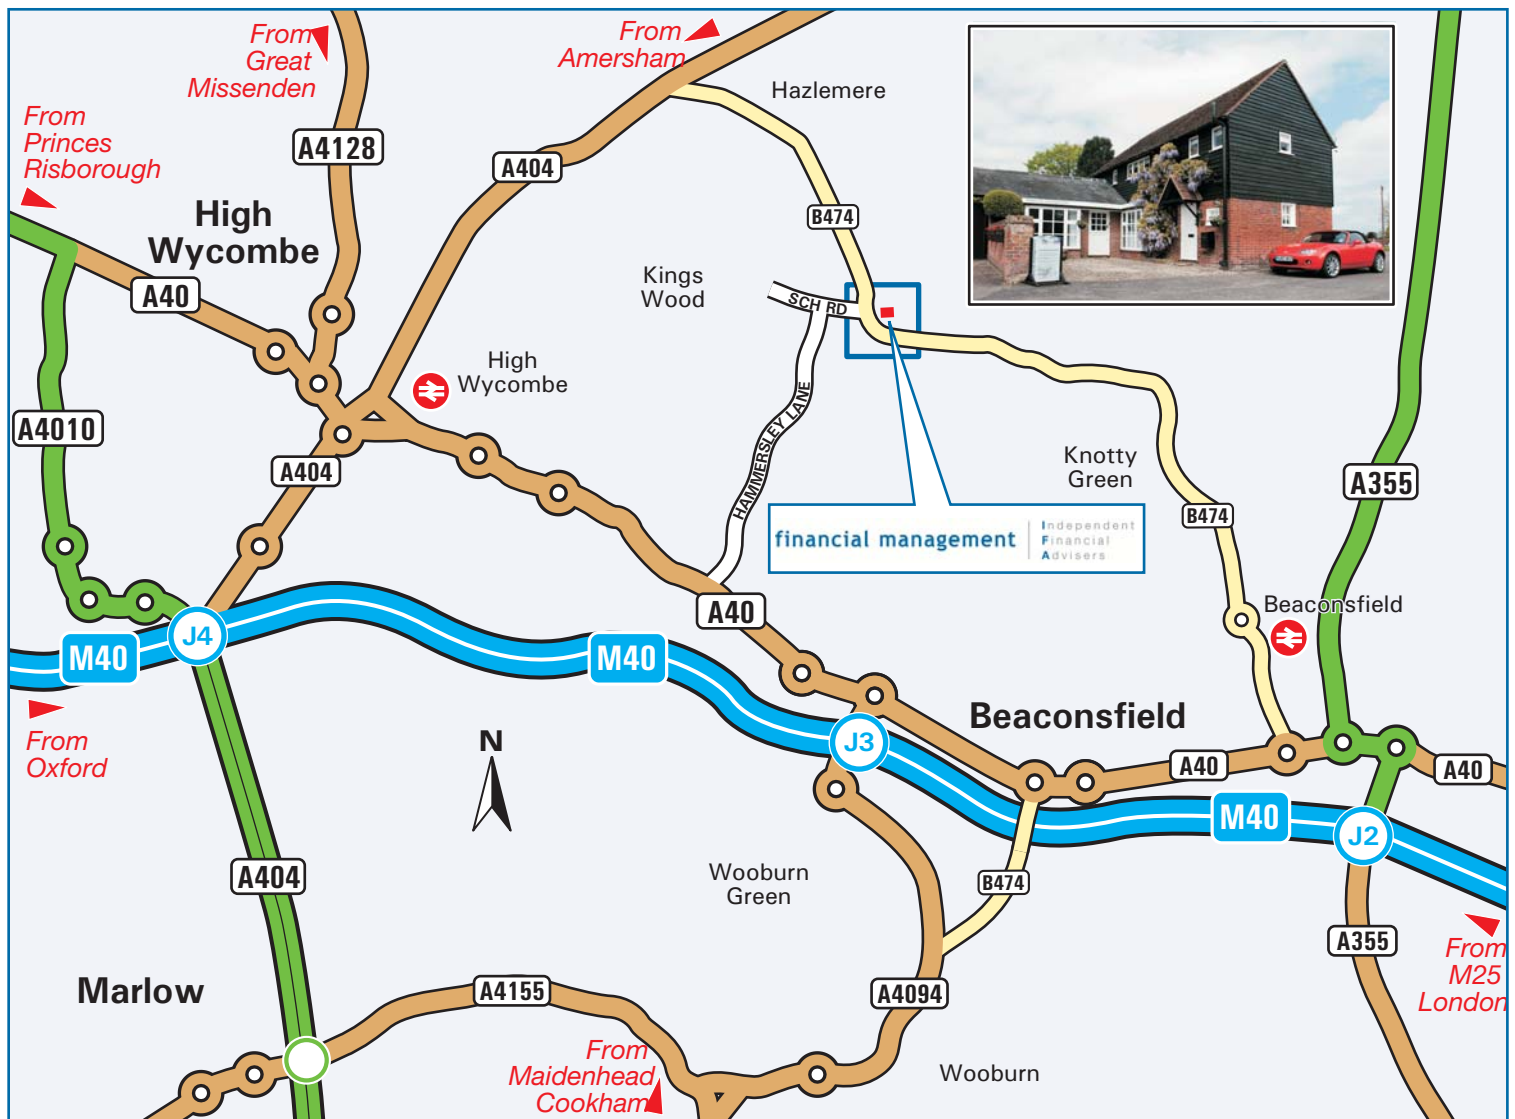 From
Great
Missenden
From
Amersham
Hazlemere
From
Princes
Risborough
A4128
A404
High
Wycombe
B474
A40
Kings
Wood
SCH RD
High
Wycombe
HAMMERSLEY LANE
A4010
A404
Knotty
Green
A355
B474
financial management
Independent
Financial
Advisers
A40
Beaconsfield
J4
M40
M40
From
Oxford
N
J3
Beaconsfield
A40
A40
M40
J2
A404
Wooburn
Green
B474
A355
From
M25
London
Marlow
A4155
A4094
From
Maidenhead
Cookham
Wooburn